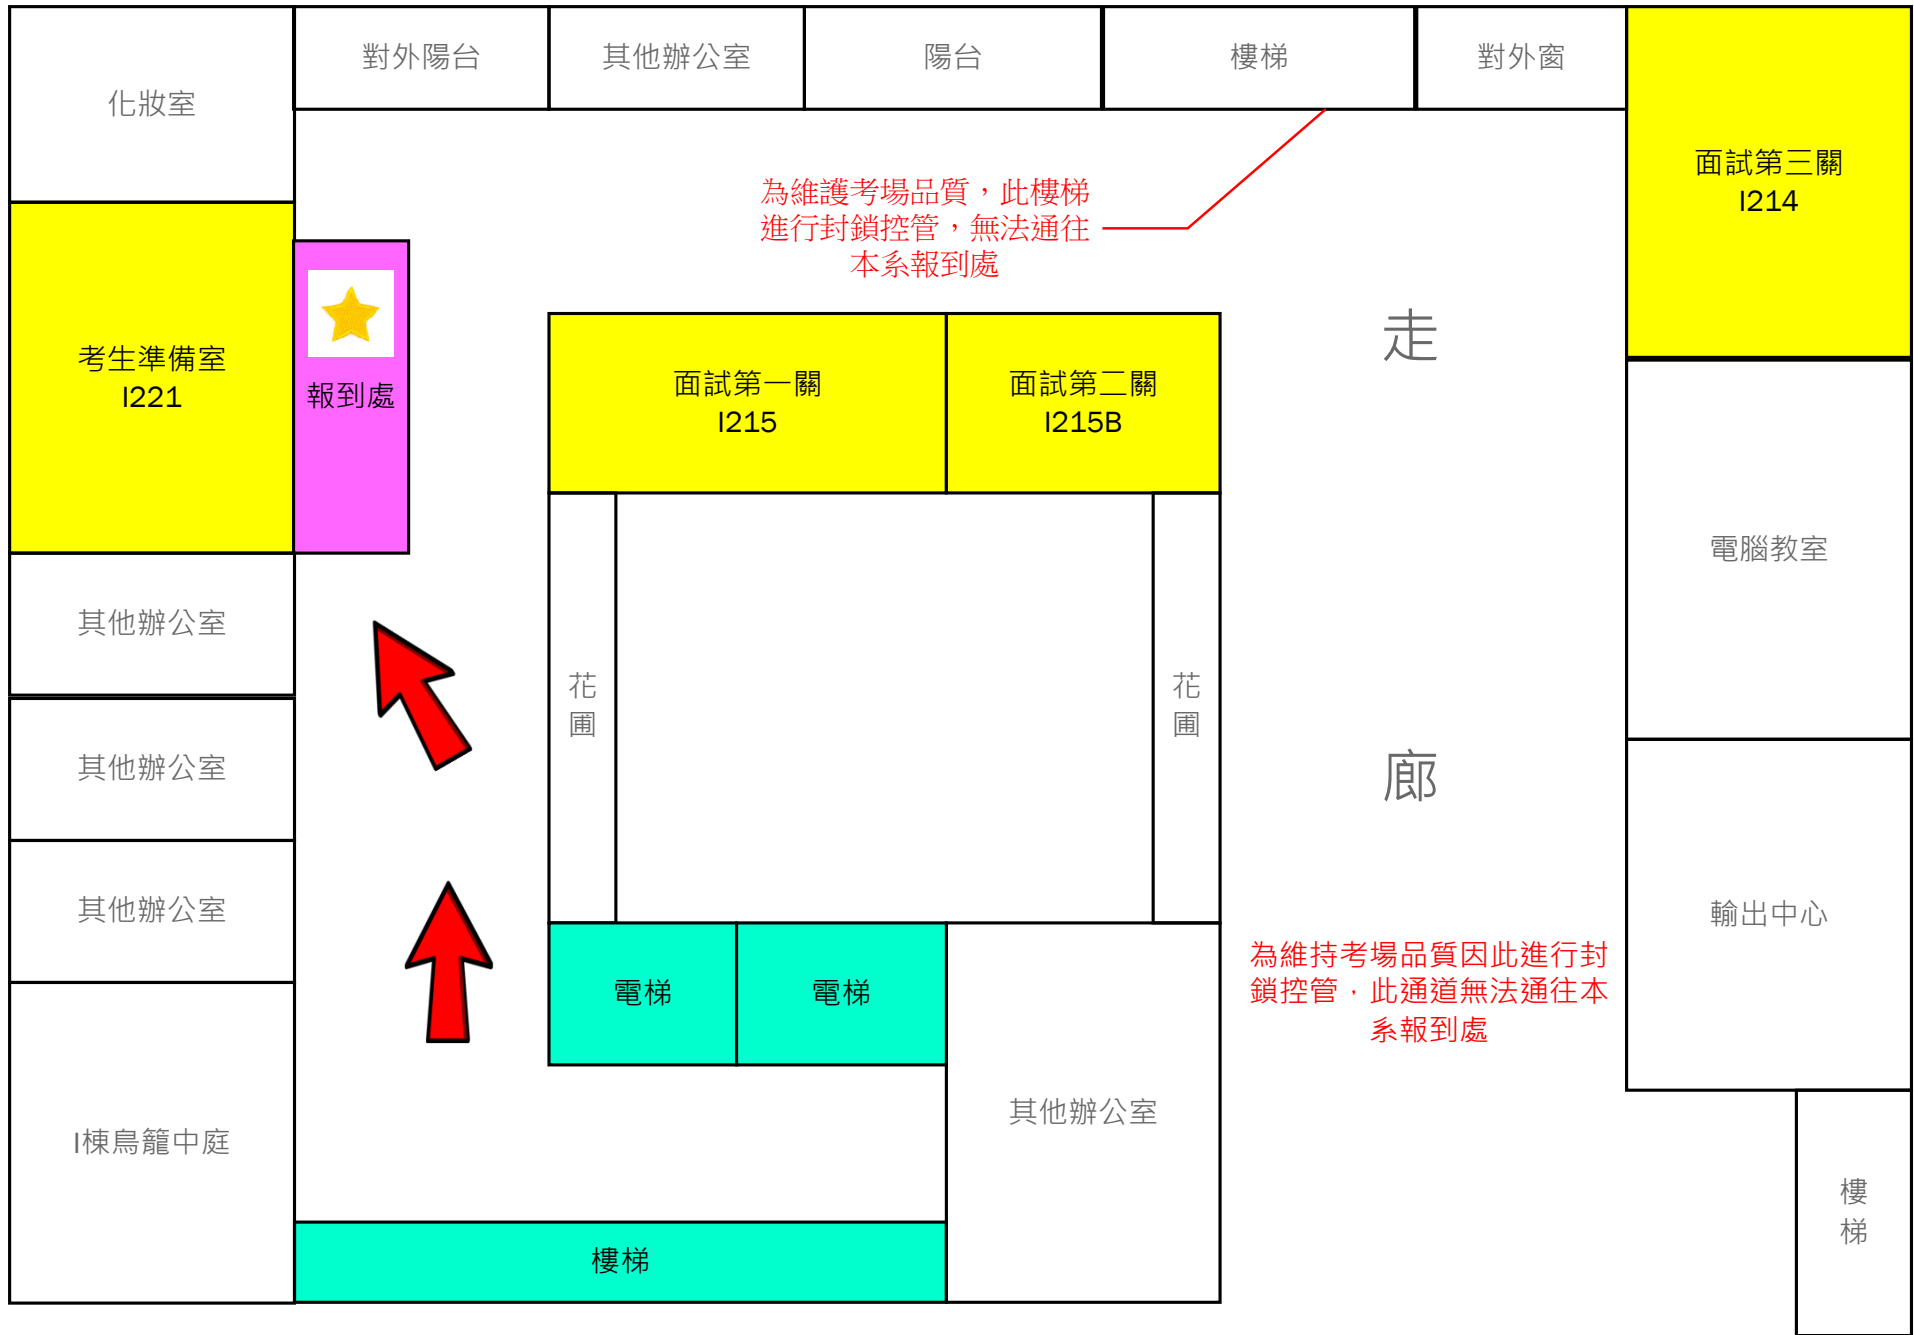 化妝室
對外陽台
其他辦公室
陽台
樓梯
對外窗
面試第三關
I214
為維護考場品質，此樓梯
進行封鎖控管，無法通往
本系報到處
考生準備室
I221
報到處
面試第一關
I215
面試第二關
I215B
走
廊
電腦教室
其他辦公室
花
圃
花
圃
其他辦公室
其他辦公室
電梯
電梯
輸出中心
為維持考場品質因此進行封
鎖控管，此通道無法通往本
系報到處
I棟鳥籠中庭
其他辦公室
樓
梯
樓梯